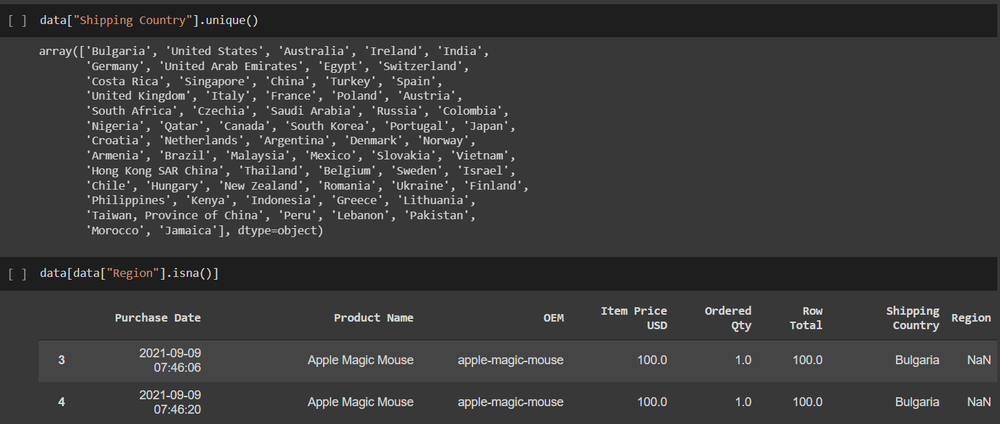 [ ] data["Shipping Country"].unique()
array(['Bulgaria', 'United States', 'Australia', 'Ireland', 'India',
'Germany', 'United Arab Emirates', 'Egypt', 'Switzerland',
'Costa Rica', 'Singapore', 'China', 'Turkey', 'Spain',
'United Kingdom', 'Italy', 'France', 'Poland', 'Austria',
'South Africa', 'Czechia', 'Saudi Arabia', 'Russia', 'Colombia',
'Nigeria', 'Qatar', 'Canada', 'South Korea', 'Portugal', 'Japan',
'Croatia', 'Netherlands', 'Argentina', 'Denmark', 'Norway',
'Armenia', 'Brazil', 'Malaysia', 'Mexico', 'Slovakia', 'Vietnam',
'Hong Kong SAR China', 'Thailand', 'Belgium', 'Sweden', 'Israel',
'Chile', 'Hungary', 'New Zealand', 'Romania', 'Ukraine', 'Finland',
'Philippines', 'Kenya', 'Indonesia', 'Greece', 'Lithuania',
'Taiwan, Province of China', 'Peru', 'Lebanon', 'Pakistan',
'Morocco', 'Jamaica'], dtype=object)
[ ] data[data["Region"].isna()]
Purchase Date Product Name OEM Item Price USD Ordered Qty Row Total Shipping Country Region
3 2021-09-09 07:46:06 Apple Magic Mouse apple-magic-mouse 100.0 1.0 100.0 Bulgaria NaN
4 2021-09-09 07:46:20 Apple Magic Mouse apple-magic-mouse 100.0 1.0 100.0 Bulgaria NaN